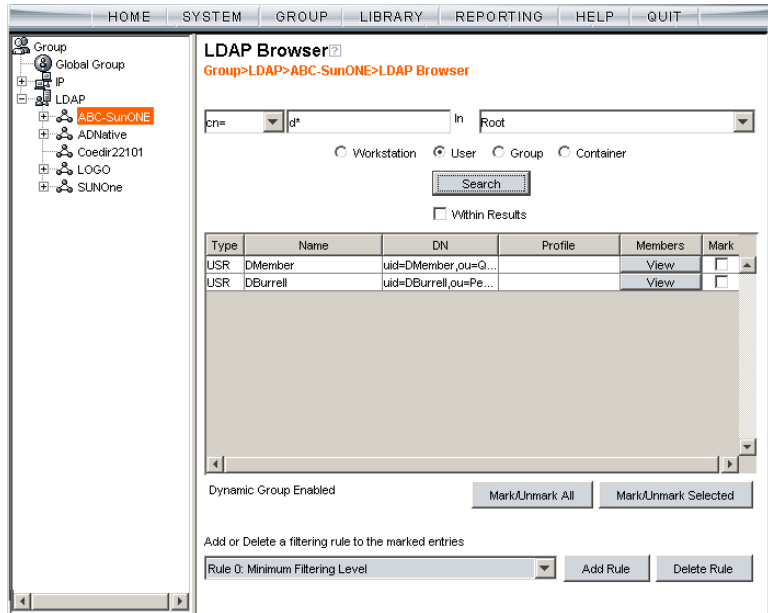 HOME SYSTEM GROUP LIBRARY REPORTING HELP QUIT
Group
Global Group
IP
LDAP
ABC-SunONE
ADNative
Coedir22101
LOGO
SUNOne
LDAP Browser?
Group>LDAP>ABC-SunONE>LDAP Browser
cn= d* In Root
Workstation User Group Container
Search
Within Results
Type Name DN Profile Members Mark
USR DMember uid=DMember,ou=Q... View
USR DBurrell uid=DBurrell,ou=Pe... View
Dynamic Group Enabled Mark/Unmark All Mark/Unmark Selected
Add or Delete a filtering rule to the marked entries
Rule 0: Minimum Filtering Level Add Rule Delete Rule